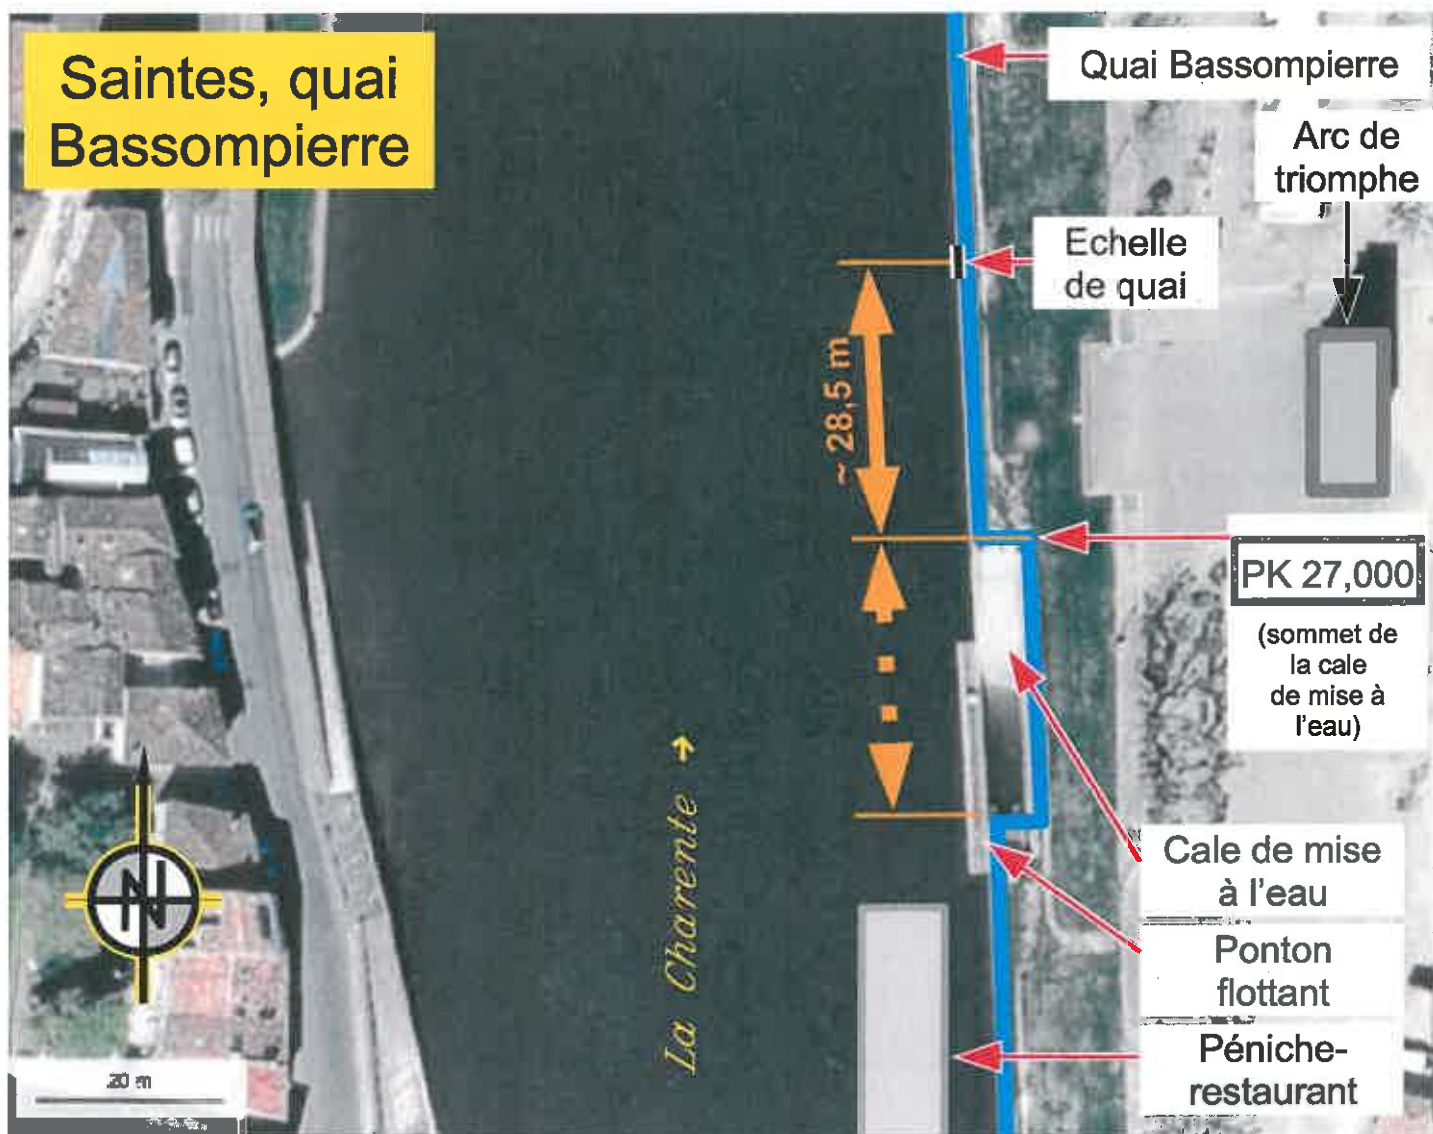 Saintes, quai
Bassompierre
Quai Bassompierre
Arc de
triomphe
Echelle
de quai
~ 28,5 m
PK 27,000
(sommet de
la cale
de mise à
l'eau)
La Charente →
Cale de mise
à l'eau
Ponton
flottant
Péniche-
restaurant
N
20 m